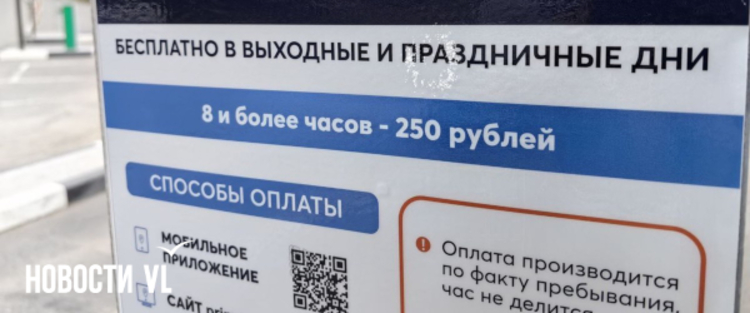 БЕСПЛАТНО В ВЫХОДНЫЕ И ПРАЗДНИЧНЫЕ ДНИ
8 и более часов - 250 рублей
СПОСОБЫ ОПЛАТЫ
МОБИЛЬНОЕ
ПРИЛОЖЕНИЕ
САЙТ
Оплата производится
по факту пребывания,
час не делится
НОВОСТИ VL